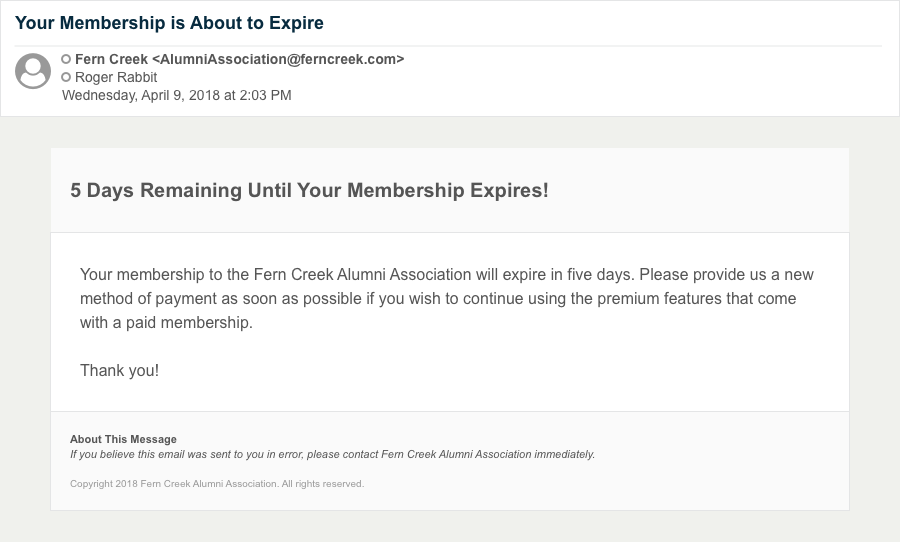 Your Membership is About to Expire
Fern Creek <AlumniAssociation@ferncreek.com>
Roger Rabbit
Wednesday, April 9, 2018 at 2:03 PM
5 Days Remaining Until Your Membership Expires!
Your membership to the Fern Creek Alumni Association will expire in five days. Please provide us a new
method of payment as soon as possible if you wish to continue using the premium features that come
with a paid membership.
Thank you!
About This Message
If you believe this email was sent to you in error, please contact Fern Creek Alumni Association immediately.
Copyright 2018 Fern Creek Alumni Association. All rights reserved.